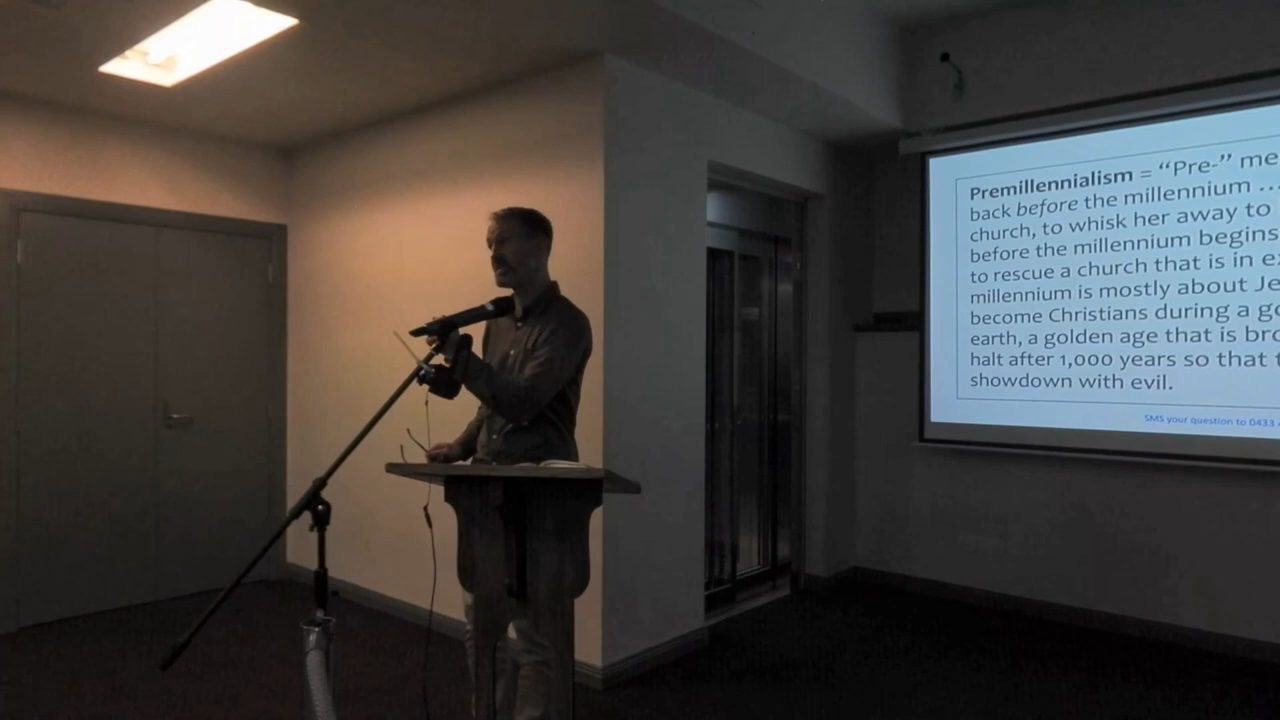 Premillennialism = “Pre-” me
back before the millennium ...
church, to whisk her away to
before the millennium begins
to rescue a church that is in e
millennium is mostly about Je
become Christians during a go
earth, a golden age that is bro
halt after 1,000 years so that t
showdown with evil.
SMS your question to 0433